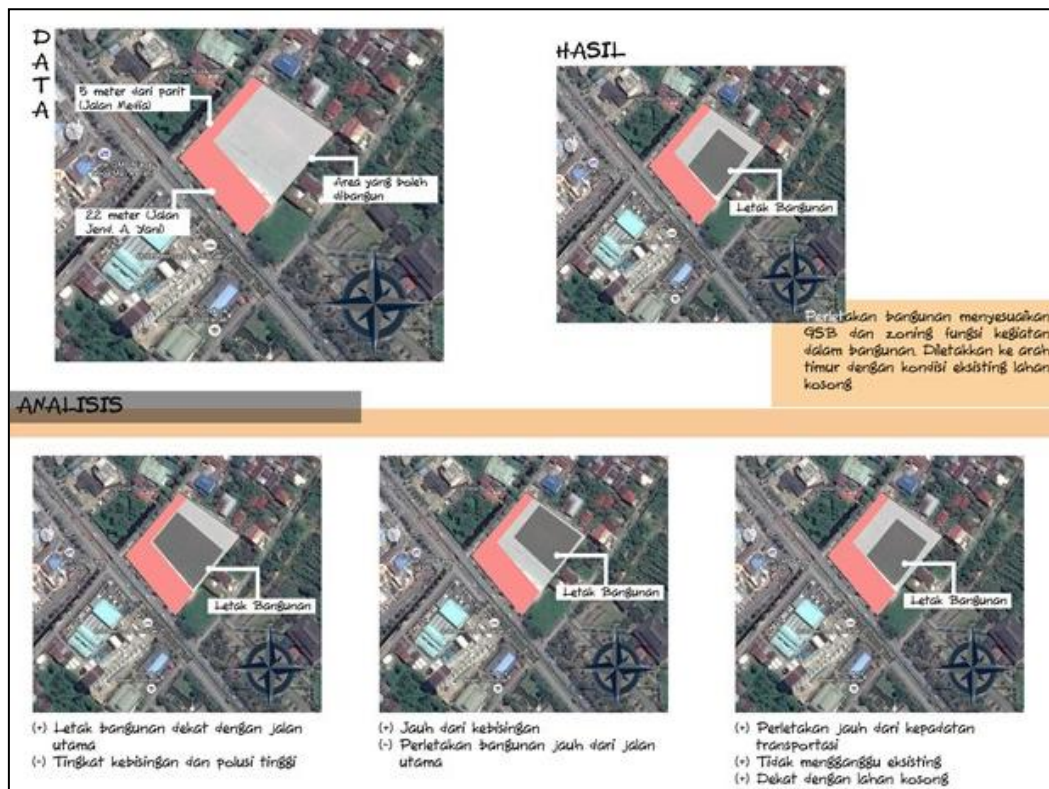 DATA
5 meter dari parit
(Jalan Media)
Area yang boleh
dibangun
22 meter (Jalan
Jend. A. Yani)
HASIL
Letak Bangunan
Perletakan bangunan menyesuaikan
GSB dan zoning fungsi kegiatan
dalam bangunan. Diletakkan ke arah
timur dengan kondisi eksisting lahan
kosong
ANALISIS
Letak Bangunan
Letak Bangunan
Letak Bangunan
(+) Letak bangunan dekat dengan jalan
utama
(-) Tingkat kebisingan dan polusi tinggi
(+) Jauh dari kebisingan
(-) Perletakan bangunan jauh dari jalan
utama
(+) Perletakan jauh dari kepadatan
transportasi
(+) Tidak mengganggu eksisting
(+) Dekat dengan lahan kosong